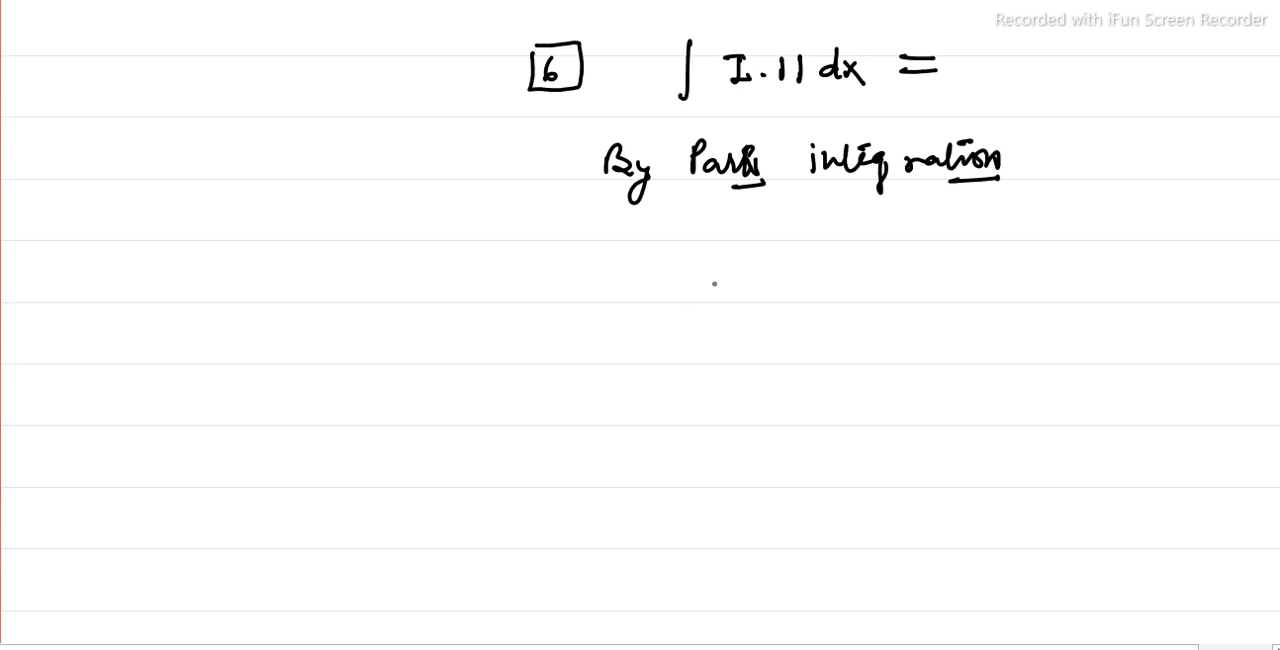 Recorded with iFun Screen Recorder
6 ∫ I.II dx =
By Parts integration